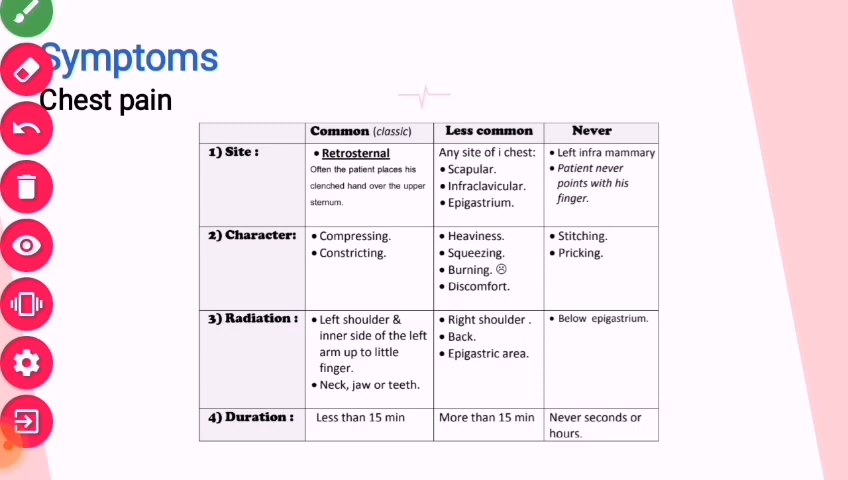 Symptoms
Chest pain
Common (classic) Less common Never
1) Site :
• Retrosternal
Often the patient places his
clenched hand over the upper
sternum.
Any site of i chest:
• Scapular.
• Infraclavicular.
• Epigastrium.
• Left infra mammary
• Patient never
points with his
finger.
2) Character:
• Compressing.
• Constricting.
• Heaviness.
• Squeezing.
• Burning. ☹
• Discomfort.
• Stitching.
• Pricking.
3) Radiation :
• Left shoulder &
inner side of the left
arm up to little
finger.
• Neck, jaw or teeth.
• Right shoulder .
• Back.
• Epigastric area.
• Below epigastrium.
4) Duration :
Less than 15 min
More than 15 min
Never seconds or
hours.